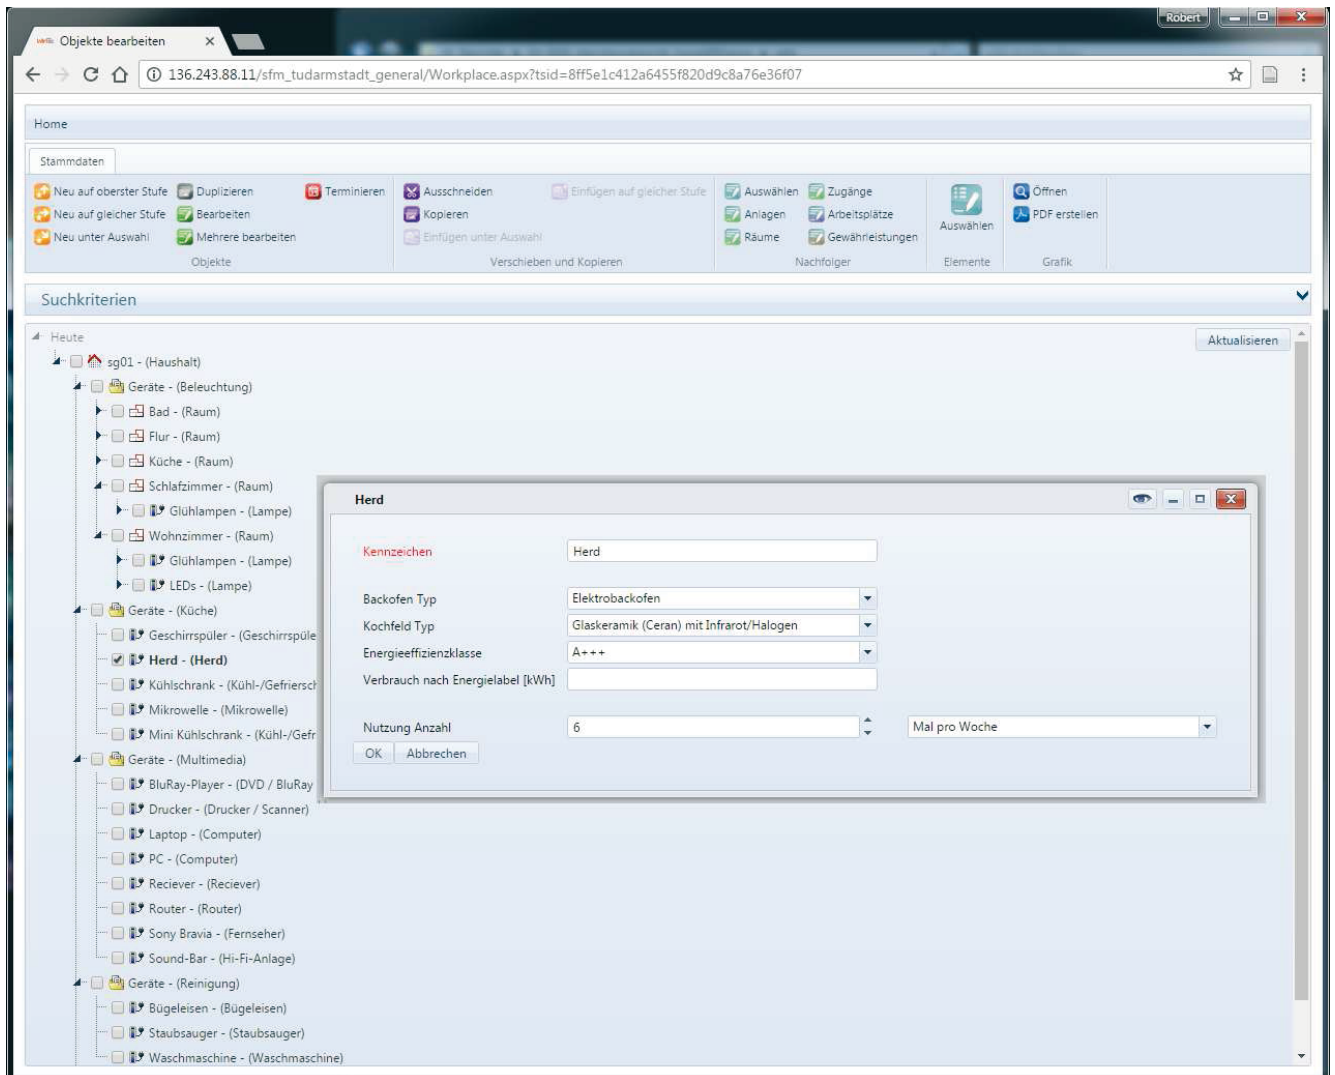 Robert
Objekte bearbeiten
136.243.88.11/sfm_tudarmstadt_general/Workplace.aspx?tsid=8ff5e1c412a6455f820d9c8a76e36f07
Home
Stammdaten
Neu auf oberster Stufe Duplizieren Terminieren Ausschneiden Einfügen auf gleicher Stufe Auswählen Zugänge Öffnen
Neu auf gleicher Stufe Bearbeiten Kopieren Anlagen Arbeitsplätze Auswählen PDF erstellen
Neu unter Auswahl Mehrere bearbeiten Einfügen unter Auswahl Räume Gewährleistungen
Objekte Verschieben und Kopieren Nachfolger Elemente Grafik
Suchkriterien
Heute Aktualisieren
sg01 - (Haushalt)
Geräte - (Beleuchtung)
Bad - (Raum)
Flur - (Raum)
Küche - (Raum)
Schlafzimmer - (Raum)
Glühlampen - (Lampe)
Wohnzimmer - (Raum)
Glühlampen - (Lampe)
LEDs - (Lampe)
Geräte - (Küche)
Geschirrspüler - (Geschirrspüle
Herd - (Herd)
Kühlschrank - (Kühl-/Gefriersch
Mikrowelle - (Mikrowelle)
Mini Kühlschrank - (Kühl-/Gefr
Geräte - (Multimedia)
BluRay-Player - (DVD / BluRay
Drucker - (Drucker / Scanner)
Laptop - (Computer)
PC - (Computer)
Reciever - (Reciever)
Router - (Router)
Sony Bravia - (Fernseher)
Sound-Bar - (Hi-Fi-Anlage)
Geräte - (Reinigung)
Bügeleisen - (Bügeleisen)
Staubsauger - (Staubsauger)
Waschmaschine - (Waschmaschine)
Herd
Kennzeichen Herd
Backofen Typ Elektrobackofen
Kochfeld Typ Glaskeramik (Ceran) mit Infrarot/Halogen
Energieeffizienzklasse A+++
Verbrauch nach Energielabel [kWh]
Nutzung Anzahl 6 Mal pro Woche
OK Abbrechen